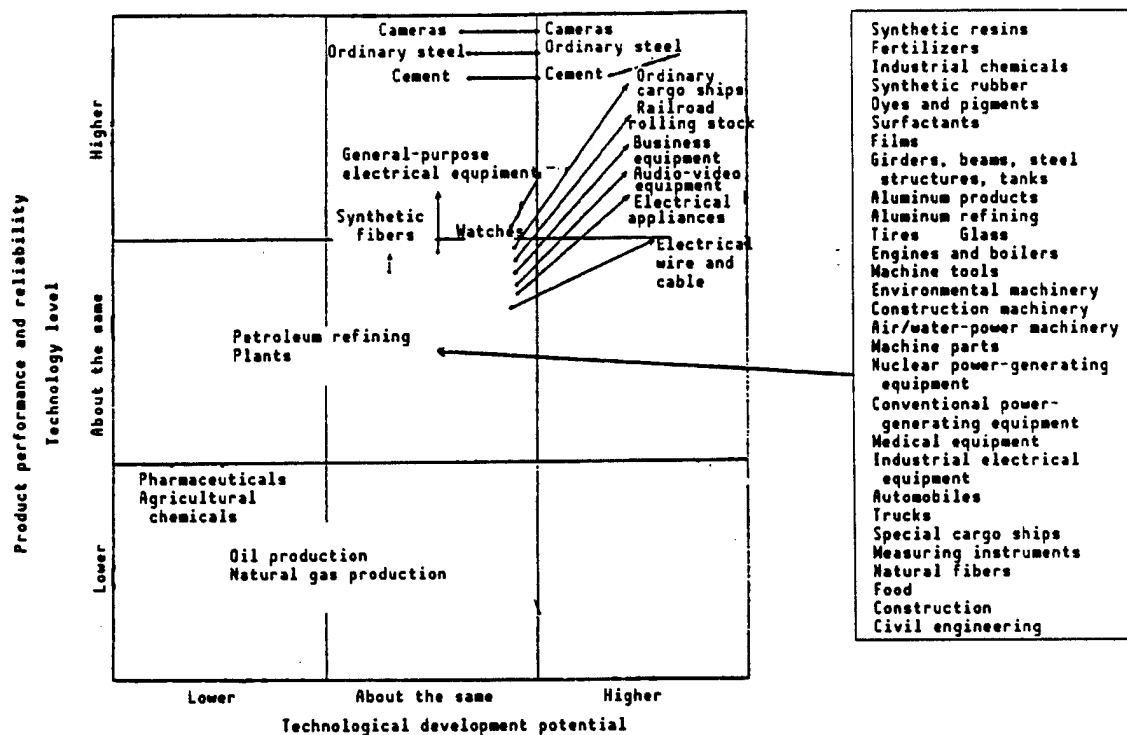 Product performance and reliability
Technology level
Higher
About the same
Lower
Cameras
Ordinary steel
Cement
Cameras
Ordinary steel
Cement
Ordinary
cargo ships
Railroad
rolling stock
Business
equipment
Audio-video
equipment
Electrical
appliances
Electrical
wire and
cable
General-purpose
electrical equpiment
Synthetic
fibers
Watches
Petroleum refining
Plants
Pharmaceuticals
Agricultural
chemicals
Oil production
Natural gas production
Lower
About the same
Higher
Technological development potential
Synthetic resins
Fertilizers
Industrial chemicals
Synthetic rubber
Dyes and pigments
Surfactants
Films
Girders, beams, steel
structures, tanks
Aluminum products
Aluminum refining
Tires Glass
Engines and boilers
Machine tools
Environmental machinery
Construction machinery
Air/water-power machinery
Machine parts
Nuclear power-generating
equipment
Conventional power-
generating equipment
Medical equipment
Industrial electrical
equipment
Automobiles
Trucks
Special cargo ships
Measuring instruments
Natural fibers
Food
Construction
Civil engineering